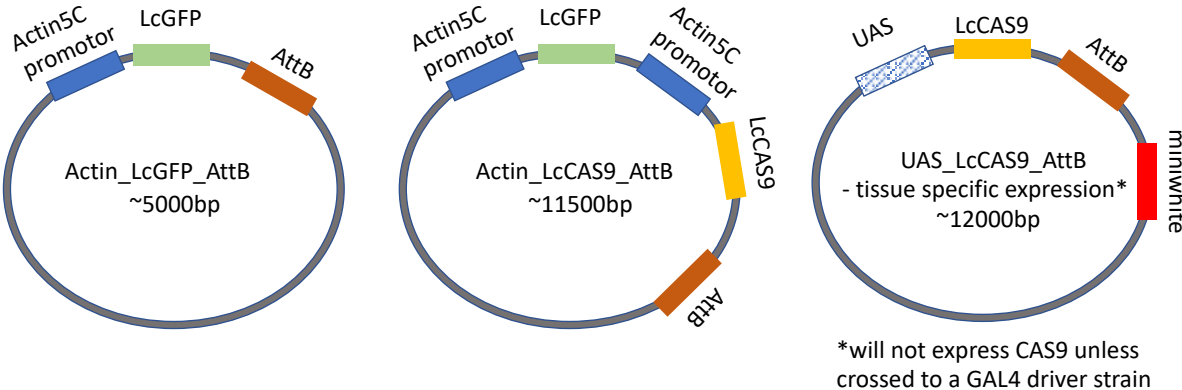 Actin5C
promotor
LcGFP
AttB
Actin_LcGFP_AttB
~5000bp
Actin5C
promotor
LcGFP
Actin5C
promotor
LcCAS9
AttB
Actin_LcCAS9_AttB
~11500bp
UAS
LcCAS9
AttB
miniwhite
UAS_LcCAS9_AttB
- tissue specific expression*
~12000bp
*will not express CAS9 unless
crossed to a GAL4 driver strain